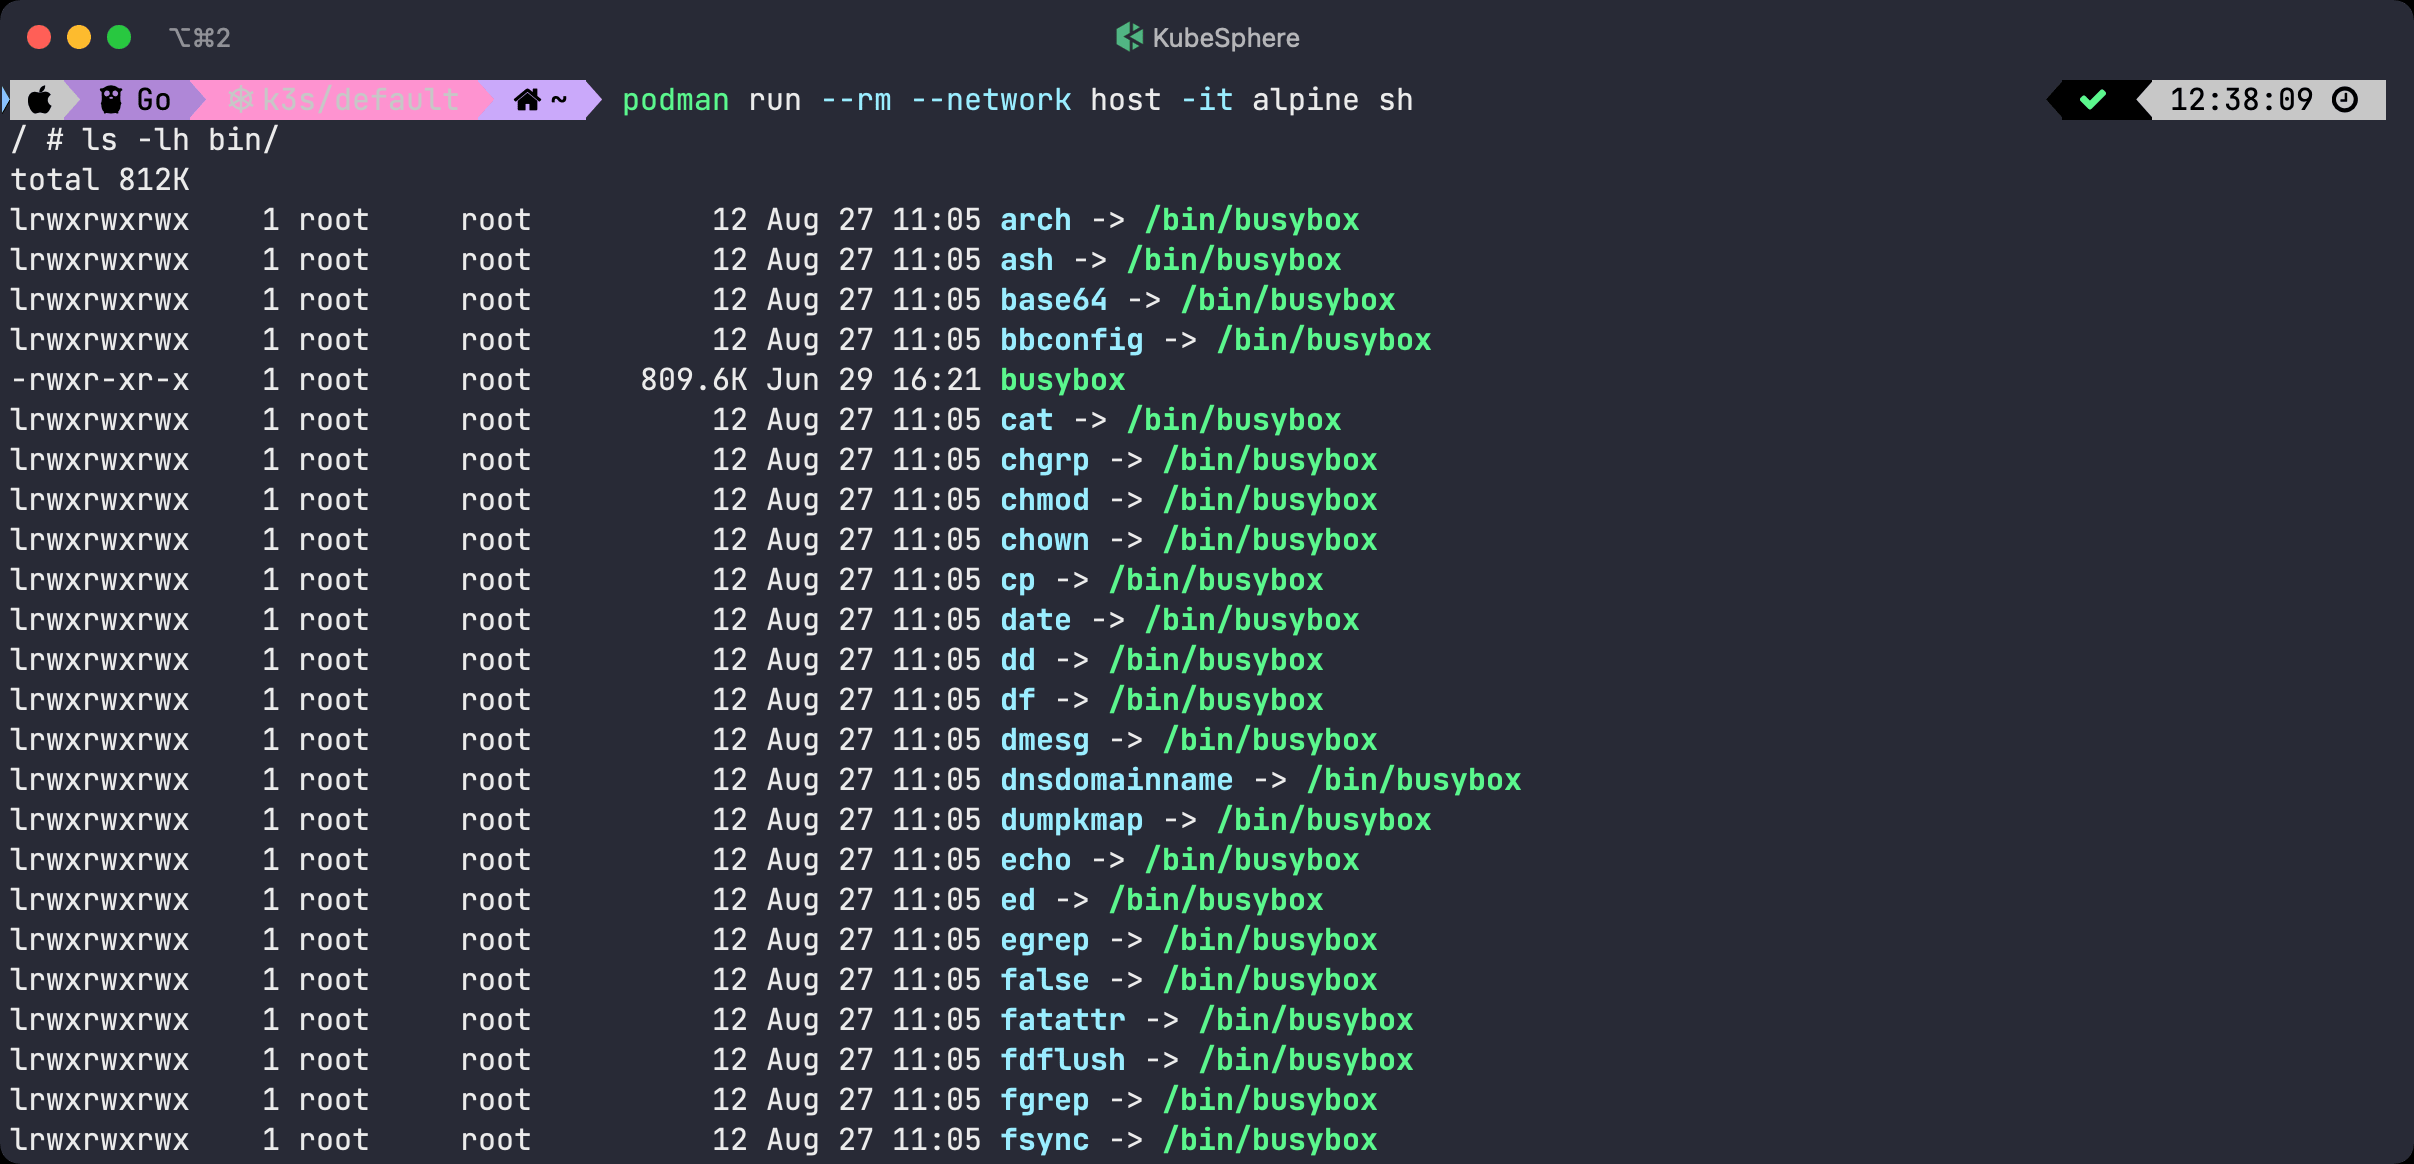 ⌥⌘2 KubeSphere
Go k3s/default ~ podman run --rm --network host -it alpine sh 12:38:09
/ # ls -lh bin/
total 812K
lrwxrwxrwx    1 root     root          12 Aug 27 11:05 arch -> /bin/busybox
lrwxrwxrwx    1 root     root          12 Aug 27 11:05 ash -> /bin/busybox
lrwxrwxrwx    1 root     root          12 Aug 27 11:05 base64 -> /bin/busybox
lrwxrwxrwx    1 root     root          12 Aug 27 11:05 bbconfig -> /bin/busybox
-rwxr-xr-x    1 root     root      809.6K Jun 29 16:21 busybox
lrwxrwxrwx    1 root     root          12 Aug 27 11:05 cat -> /bin/busybox
lrwxrwxrwx    1 root     root          12 Aug 27 11:05 chgrp -> /bin/busybox
lrwxrwxrwx    1 root     root          12 Aug 27 11:05 chmod -> /bin/busybox
lrwxrwxrwx    1 root     root          12 Aug 27 11:05 chown -> /bin/busybox
lrwxrwxrwx    1 root     root          12 Aug 27 11:05 cp -> /bin/busybox
lrwxrwxrwx    1 root     root          12 Aug 27 11:05 date -> /bin/busybox
lrwxrwxrwx    1 root     root          12 Aug 27 11:05 dd -> /bin/busybox
lrwxrwxrwx    1 root     root          12 Aug 27 11:05 df -> /bin/busybox
lrwxrwxrwx    1 root     root          12 Aug 27 11:05 dmesg -> /bin/busybox
lrwxrwxrwx    1 root     root          12 Aug 27 11:05 dnsdomainname -> /bin/busybox
lrwxrwxrwx    1 root     root          12 Aug 27 11:05 dumpkmap -> /bin/busybox
lrwxrwxrwx    1 root     root          12 Aug 27 11:05 echo -> /bin/busybox
lrwxrwxrwx    1 root     root          12 Aug 27 11:05 ed -> /bin/busybox
lrwxrwxrwx    1 root     root          12 Aug 27 11:05 egrep -> /bin/busybox
lrwxrwxrwx    1 root     root          12 Aug 27 11:05 false -> /bin/busybox
lrwxrwxrwx    1 root     root          12 Aug 27 11:05 fatattr -> /bin/busybox
lrwxrwxrwx    1 root     root          12 Aug 27 11:05 fdflush -> /bin/busybox
lrwxrwxrwx    1 root     root          12 Aug 27 11:05 fgrep -> /bin/busybox
lrwxrwxrwx    1 root     root          12 Aug 27 11:05 fsync -> /bin/busybox